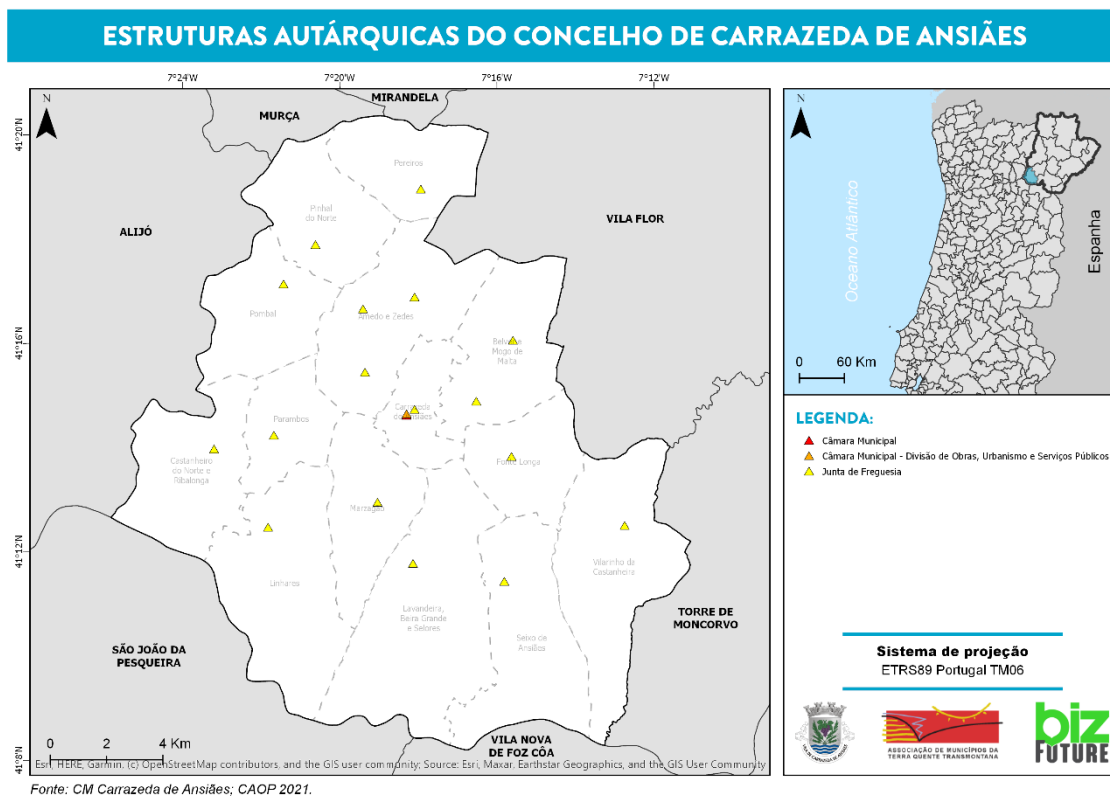 ESTRUTURAS AUTÁRQUICAS DO CONCELHO DE CARRAZEDA DE ANSIÃES
7°24'W
7°20'W
7°16'W
7°12'W
N
MIRANDELA
MURÇA
41°20'N
Pereiros
Pinhal
do Norte
VILA FLOR
ALIJÓ
Pombal
Amedo e Zedes
41°16'N
Mogo de
Malta
Parambos
Castanheiro
do Norte e
Ribalonga
Fonte Longa
Marzagão
41°12'N
Linhares
Vilarinho da
Castanheira
Lavandeira,
Beira Grande
e Selores
Seixo de
Ansiães
TORRE DE
MONCORVO
SÃO JOÃO DA
PESQUEIRA
VILA NOVA
DE FOZ CÔA
0 2 4 Km
41°8'N
Esri, HERE, Garmin, (c) OpenStreetMap contributors, and the GIS user community; Source: Esri, Maxar, Earthstar Geographics, and the GIS User Community
Fonte: CM Carrazeda de Ansiães; CAOP 2021.
N
Oceano Atlântico
Espanha
0 60 Km
LEGENDA:
Câmara Municipal
Câmara Municipal - Divisão de Obras, Urbanismo e Serviços Públicos
Junta de Freguesia
Sistema de projeção
ETRS89 Portugal TM06
ASSOCIAÇÃO DE MUNICÍPIOS DA
TERRA QUENTE TRANSMONTANA
biz
FUTURE